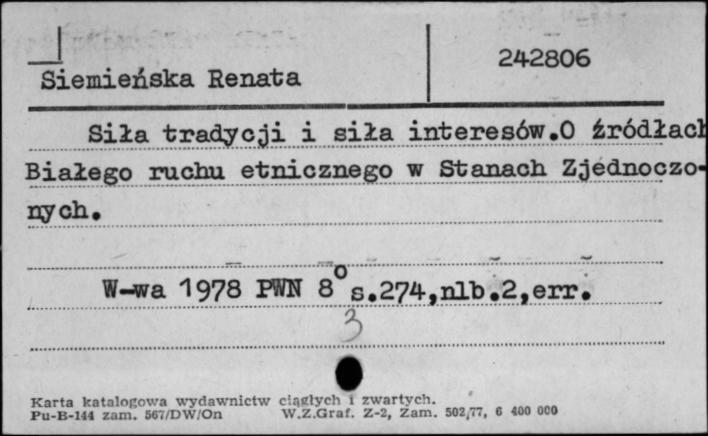 242806
Siemieńska Renata
Siła tradycji i siła interesów.O źródłach
Białego ruchu etnicznego w Stanach Zjednoczo-
nych.
W-wa 1978 PWN 8° s.274,nlb.2,err.
3
Karta katalogowa wydawnictw ciągłych i zwartych.
Pu-B-144 zam. 567/DW/On W.Z.Graf. Z-2, Zam. 502/77, 6 400 000